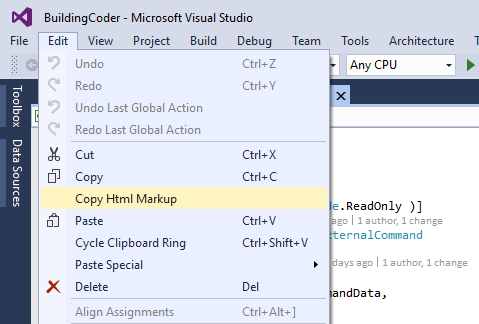 BuildingCoder - Microsoft Visual Studio
File Edit View Project Build Debug Team Tools Architecture
Any CPU
Toolbox
Data Sources
Undo Ctrl+Z
Redo Ctrl+Y
Undo Last Global Action
Redo Last Global Action
Cut Ctrl+X
Copy Ctrl+C
Copy Html Markup
Paste Ctrl+V
Cycle Clipboard Ring Ctrl+Shift+V
Paste Special
Delete Del
Align Assignments Ctrl+Alt+]
.ReadOnly )]
ago | 1 author, 1 change
xternalCommand
days ago | 1 author, 1 change
mandData,